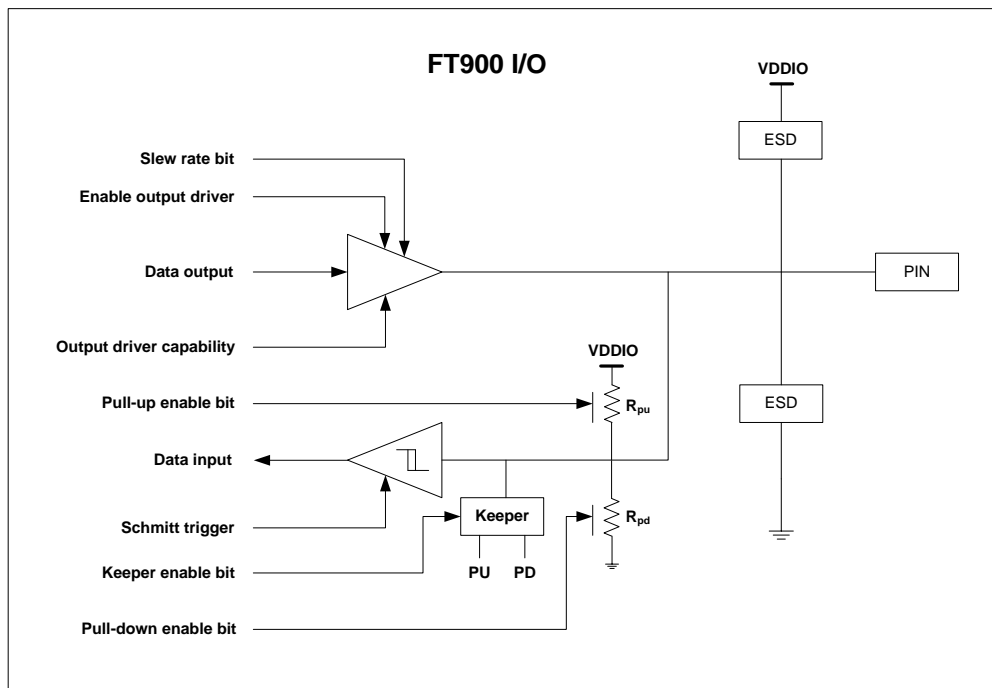 FT900 I/O
VDDIO
ESD
Slew rate bit
Enable output driver
Data output
PIN
Output driver capability
VDDIO
Pull-up enable bit
Rpu
ESD
Data input
Schmitt trigger
Keeper
Rpd
Keeper enable bit
PU PD
Pull-down enable bit